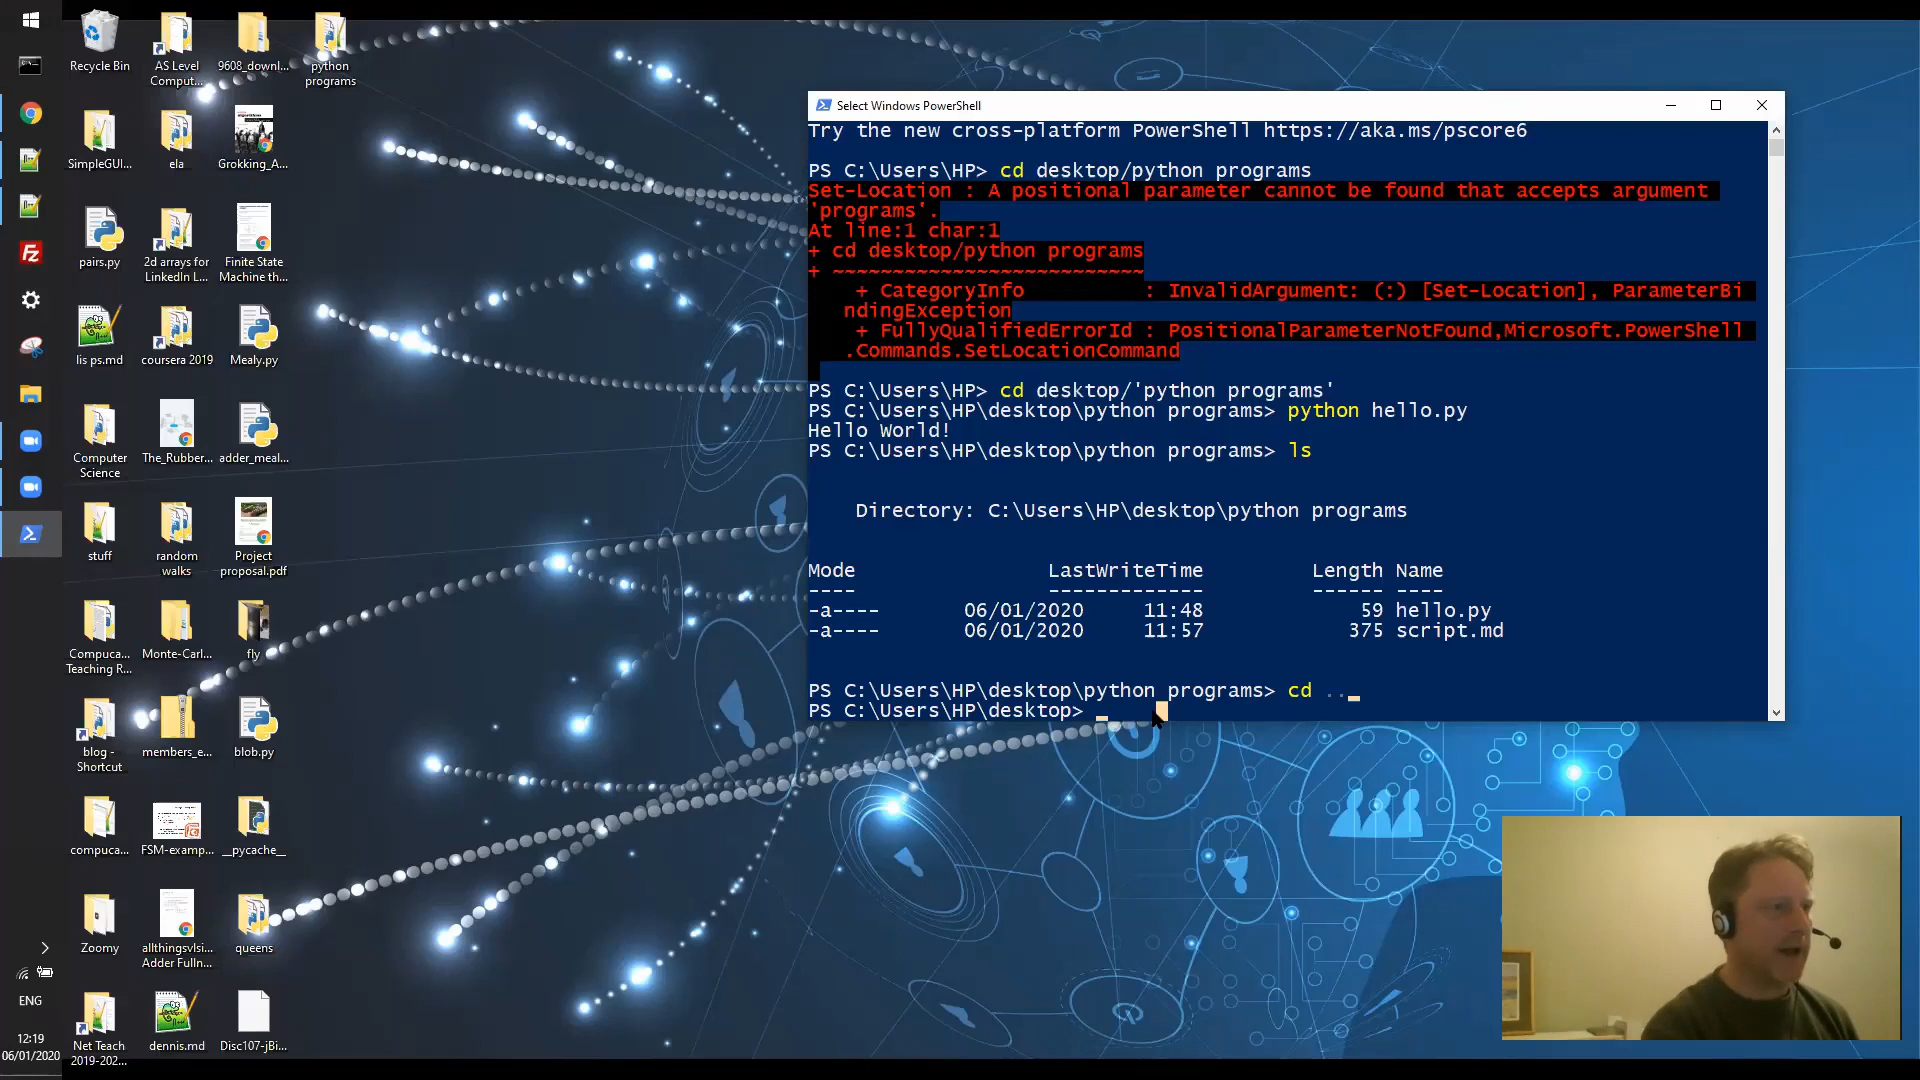 Recycle Bin
AS Level
Comput...
9608_downl...
python
programs
SimpleGUI...
ela
Grokking_A...
pairs.py
2d arrays for
LinkedIn L...
Finite State
Machine th...
lis ps.md
coursera 2019
Mealy.py
Computer
Science
The_Rubber...
adder_meal...
stuff
random
walks
Project
proposal.pdf
Compuca...
Teaching R...
Monte-Carl...
fly
blog -
Shortcut
members_e...
blob.py
compuca...
FSM-examp...
__pycache__
Zoomy
allthingsvlsi...
Adder Fulln...
queens
Net Teach
2019-202...
dennis.md
Disc107-jBi...
ENG
12:19
06/01/2020
Select Windows PowerShell
Try the new cross-platform PowerShell https://aka.ms/pscore6
PS C:\Users\HP> cd desktop/python programs
Set-Location : A positional parameter cannot be found that accepts argument
'programs'.
At line:1 char:1
+ cd desktop/python programs
+ ~~~~~~~~~~~~~~~~~~~~~~~~~~
+ CategoryInfo          : InvalidArgument: (:) [Set-Location], ParameterBi
ndingException
+ FullyQualifiedErrorId : PositionalParameterNotFound,Microsoft.PowerShell
.Commands.SetLocationCommand
PS C:\Users\HP> cd desktop/'python programs'
PS C:\Users\HP\desktop\python programs> python hello.py
Hello World!
PS C:\Users\HP\desktop\python programs> ls
Directory: C:\Users\HP\desktop\python programs
Mode                LastWriteTime         Length Name
----                -------------         ------ ----
-a----       06/01/2020     11:48             59 hello.py
-a----       06/01/2020     11:57            375 script.md
PS C:\Users\HP\desktop\python programs> cd .._
PS C:\Users\HP\desktop> _